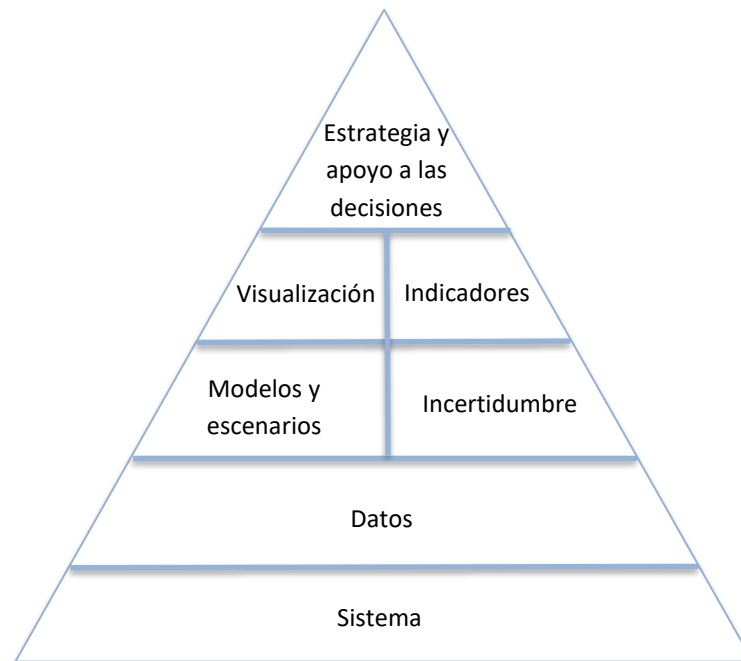 Estrategia y
apoyo a las
decisiones
Visualización
Indicadores
Modelos y
escenarios
Incertidumbre
Datos
Sistema